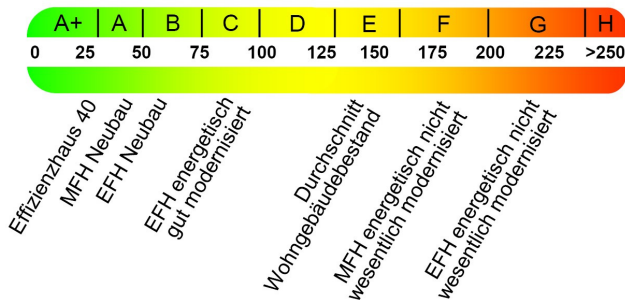 A+ A B C D E F G H
0 25 50 75 100 125 150 175 200 225 >250
Effizienzhaus 40
MFH Neubau
EFH Neubau
EFH energetisch
gut modernisiert
Durchschnitt
Wohngebäudebestand
MFH energetisch nicht
wesentlich modernisiert
EFH energetisch nicht
wesentlich modernisiert